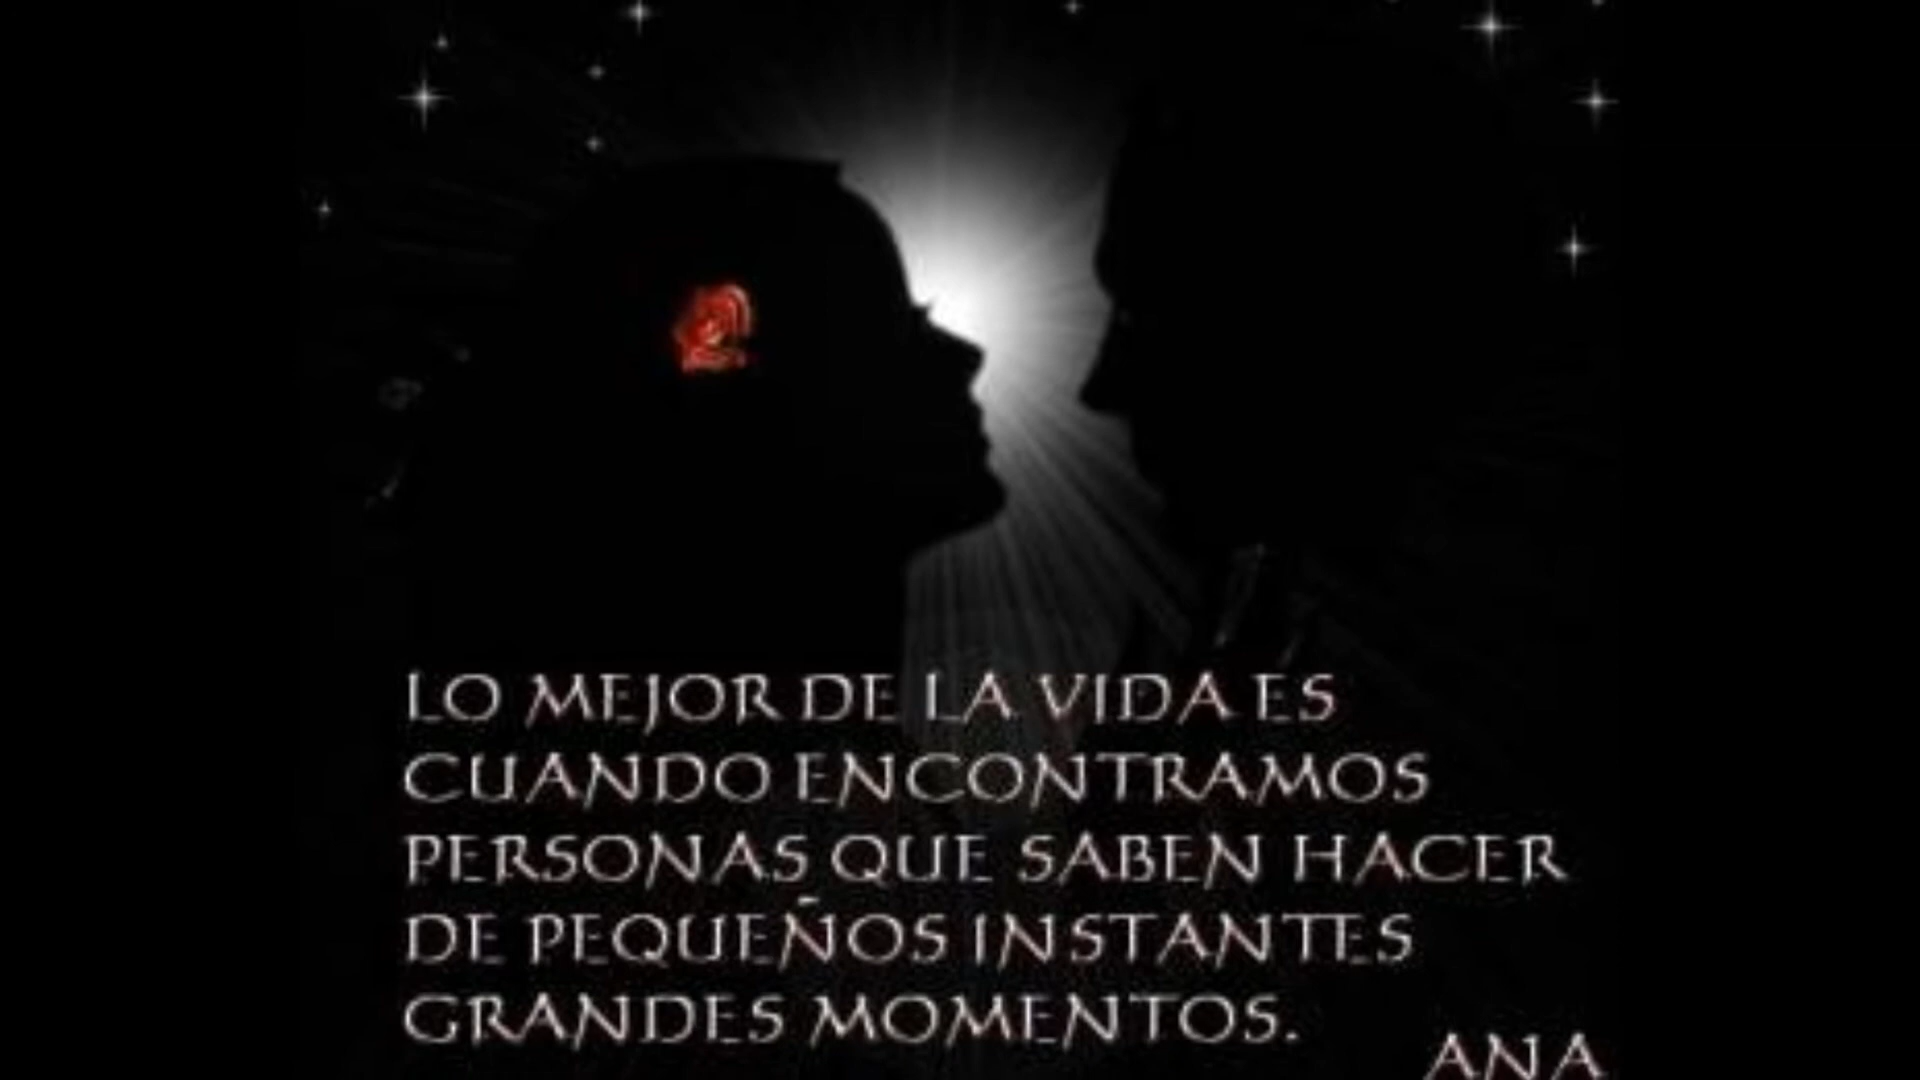 LO MEJOR DE LA VIDA ES
CUANDO ENCONTRAMOS
PERSONAS QUE SABEN HACER
DE PEQUEÑOS INSTANTES
GRANDES MOMENTOS.
ANA